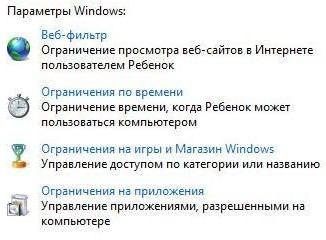 Параметры Windows:
Веб-фильтр
Ограничение просмотра веб-сайтов в Интернете
пользователем Ребенок
Ограничения по времени
Ограничение времени, когда Ребенок может
пользоваться компьютером
Ограничения на игры и Магазин Windows
Управление доступом по категории или названию
Ограничения на приложения
Управление приложениями, разрешенными на
компьютере